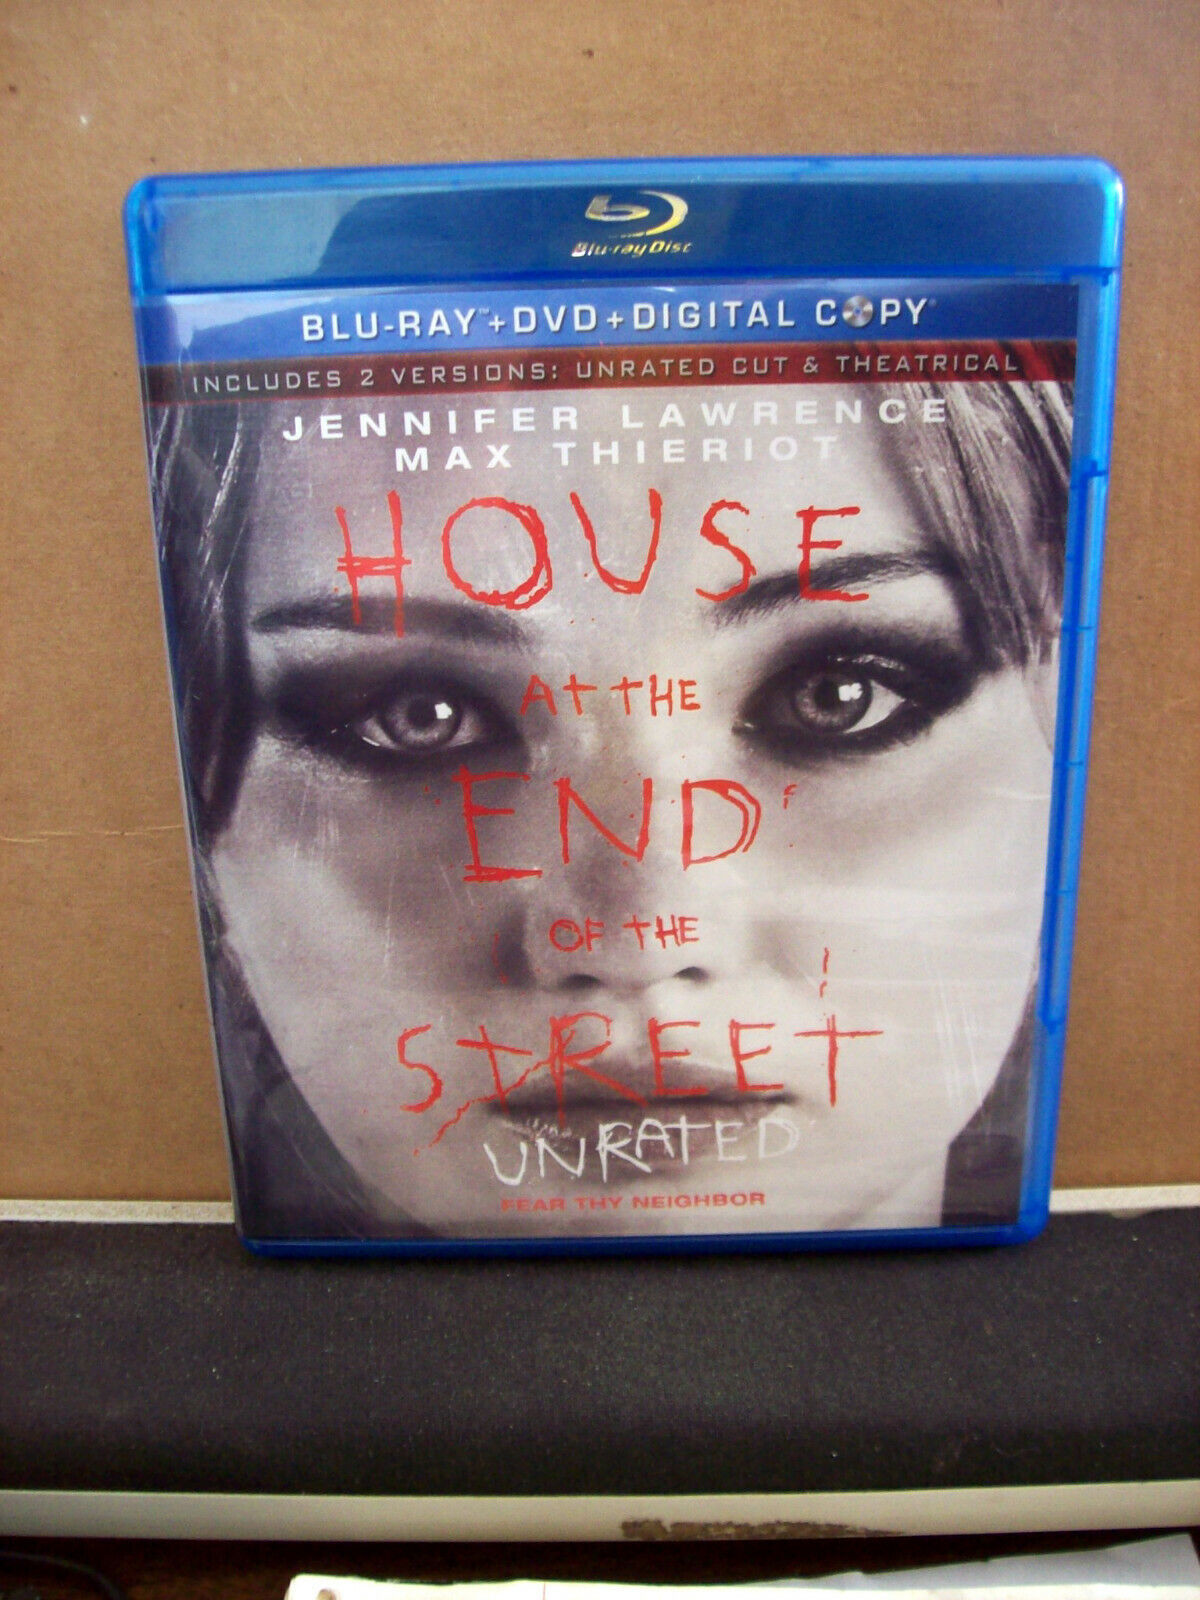 Blu-ray Disc
BLU-RAY™ + DVD + DIGITAL COPY
INCLUDES 2 VERSIONS: UNRATED CUT & THEATRICAL
JENNIFER LAWRENCE
MAX THIERIOT
HOUSE
AT THE
END
OF THE
STREET
UNRATED
FEAR THY NEIGHBOR